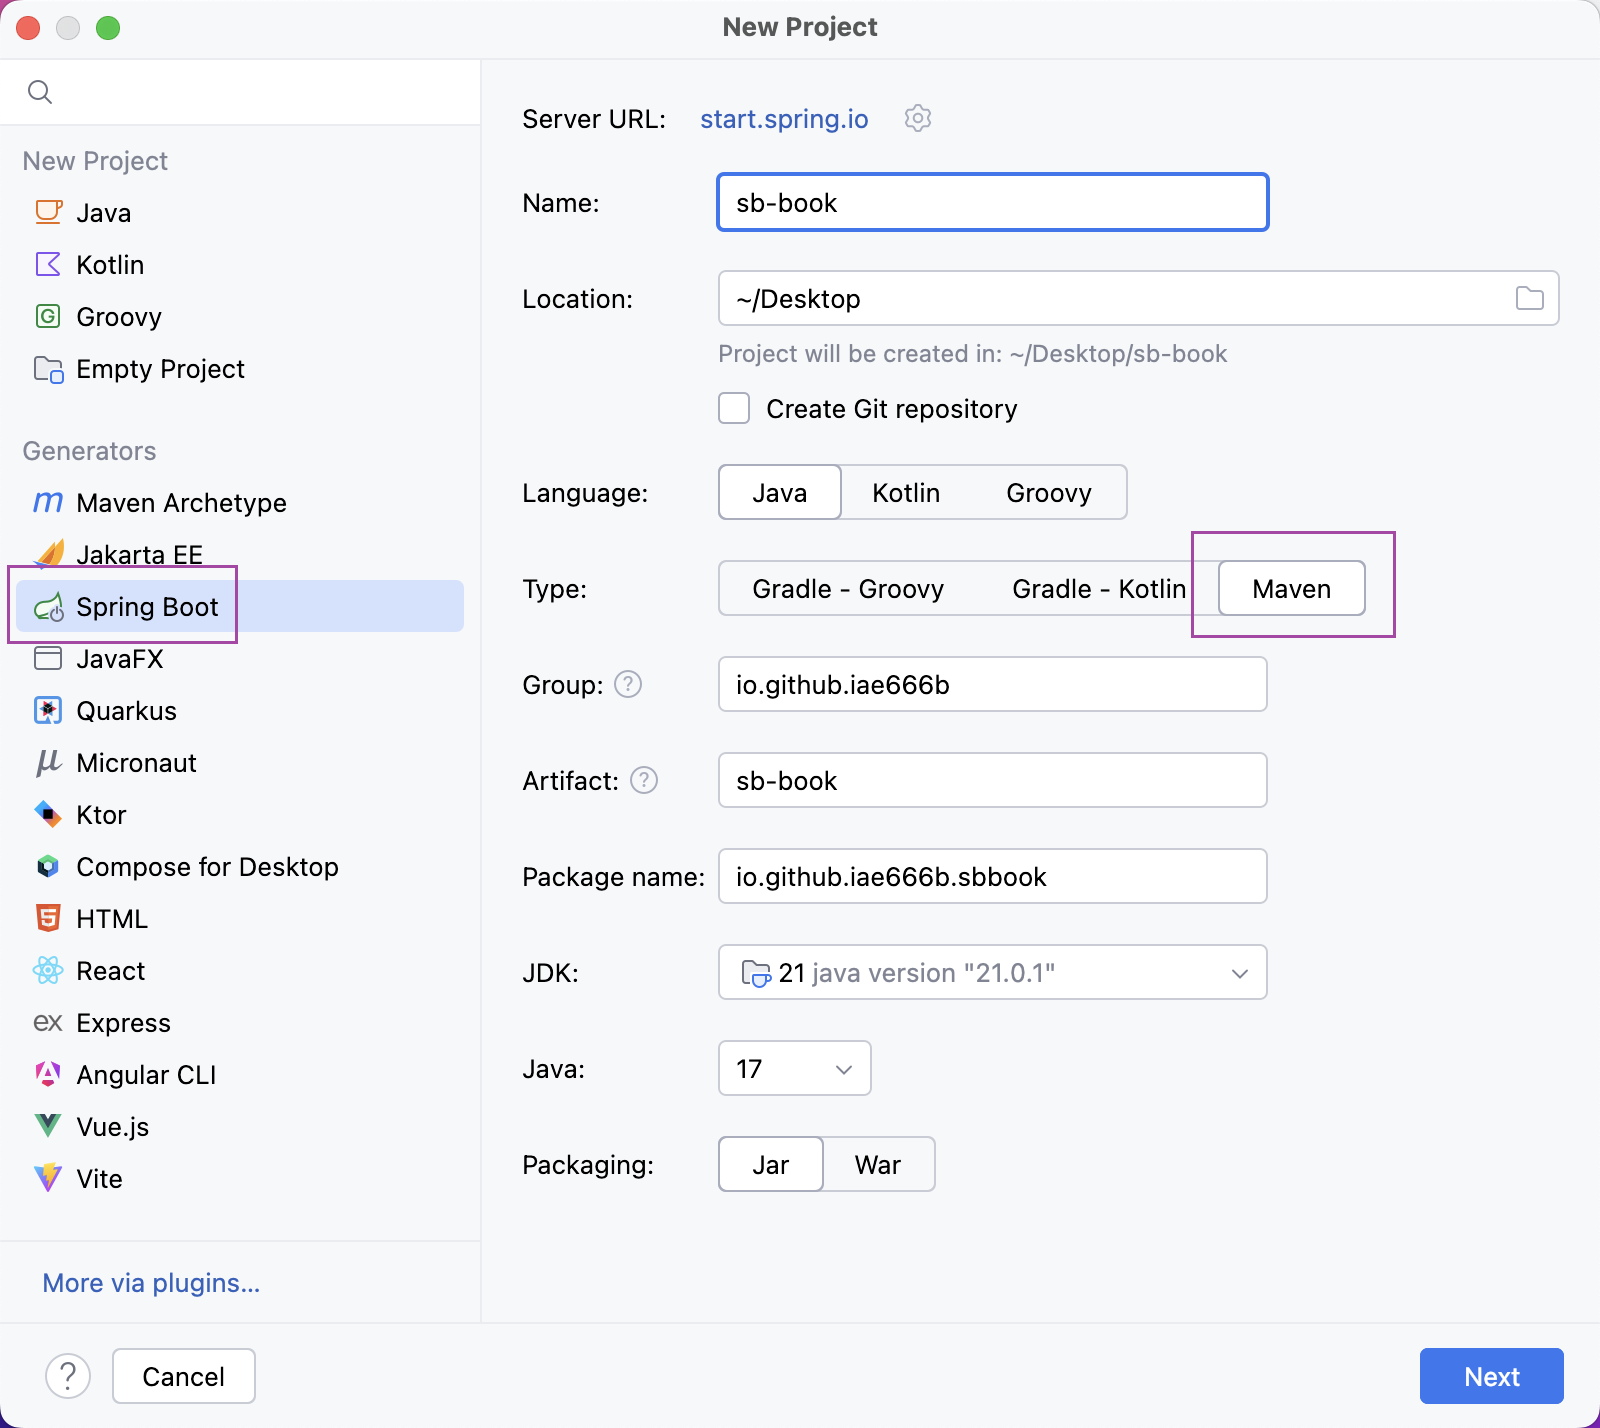 New Project
New Project
Java
Kotlin
Groovy
Empty Project
Generators
Maven Archetype
Jakarta EE
Spring Boot
JavaFX
Quarkus
Micronaut
Ktor
Compose for Desktop
HTML
React
Express
Angular CLI
Vue.js
Vite
More via plugins...
Server URL: start.spring.io
Name: sb-book
Location: ~/Desktop
Project will be created in: ~/Desktop/sb-book
Create Git repository
Language: Java Kotlin Groovy
Type: Gradle - Groovy Gradle - Kotlin Maven
Group: ? io.github.iae666b
Artifact: ? sb-book
Package name: io.github.iae666b.sbbook
JDK: 21 java version "21.0.1"
Java: 17
Packaging: Jar War
? Cancel Next